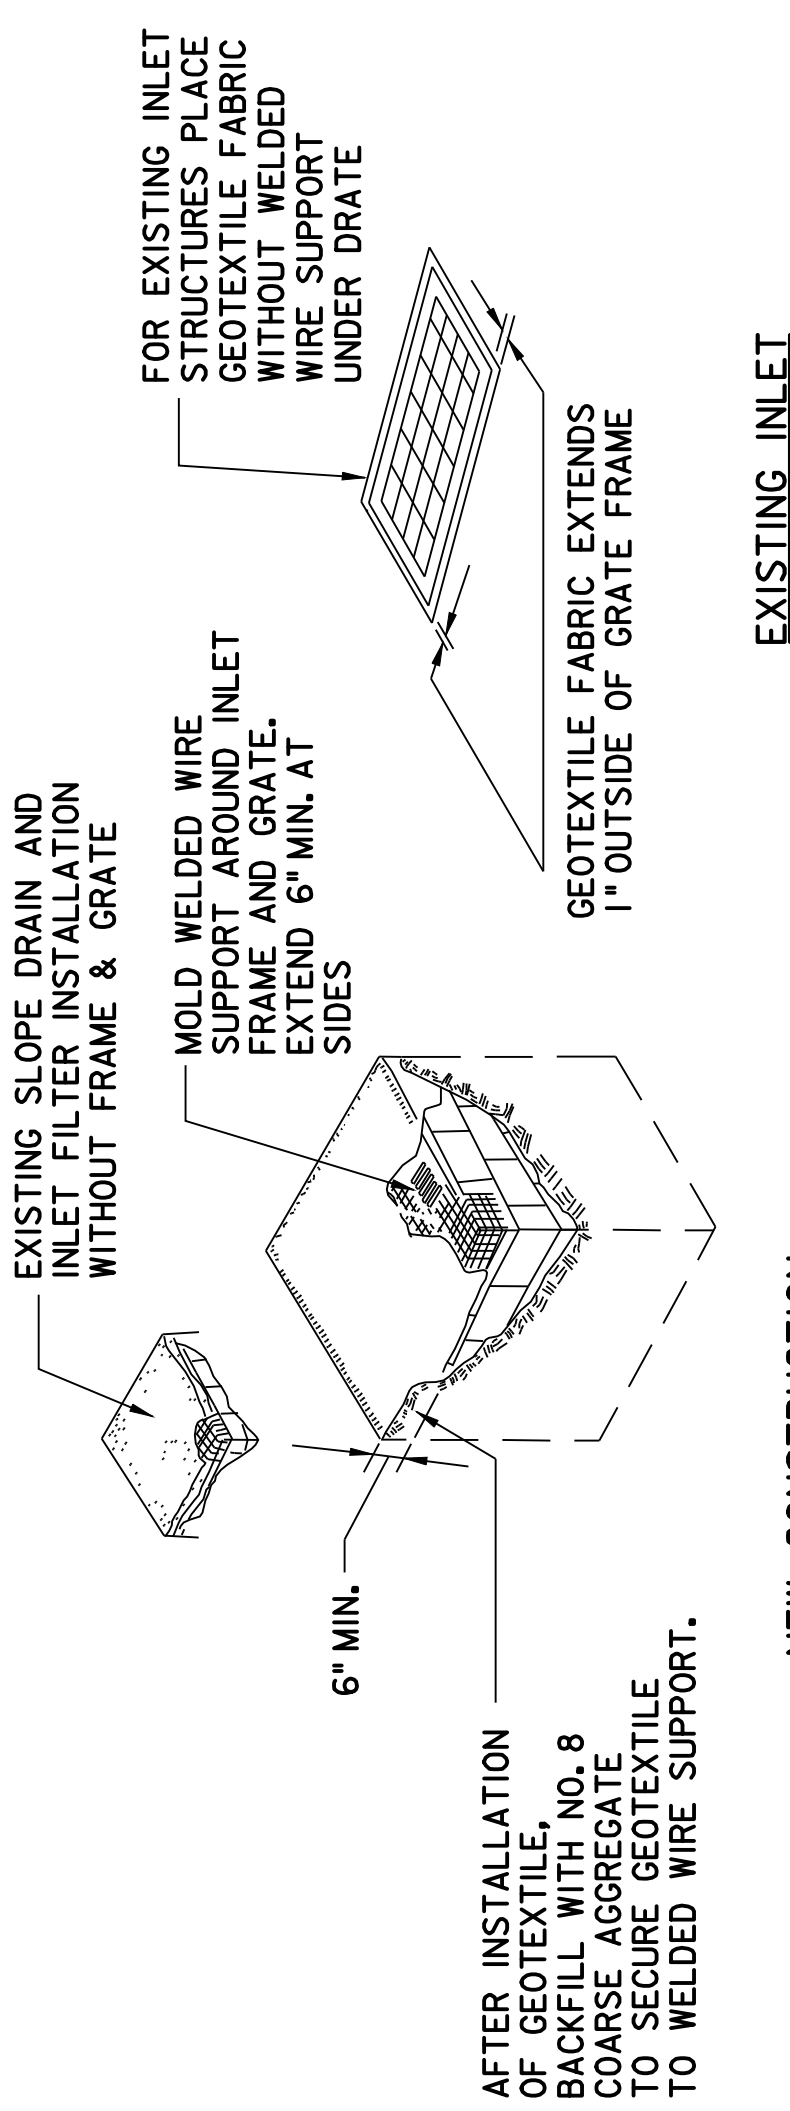 EXISTING SLOPE DRAIN AND
INLET FILTER INSTALLATION
WITHOUT FRAME & GRATE
MOLD WELDED WIRE
SUPPORT AROUND INLET
FRAME AND GRATE.
EXTEND 6" MIN. AT
SIDES
FOR EXISTING INLET
STRUCTURES PLACE
GEOTEXTILE FABRIC
WITHOUT WELDED
WIRE SUPPORT
UNDER DRATE
6" MIN.
AFTER INSTALLATION
OF GEOTEXTILE,
BACKFILL WITH NO. 8
COARSE AGGREGATE
TO SECURE GEOTEXTILE
TO WELDED WIRE SUPPORT.
GEOTEXTILE FABRIC EXTENDS
1" OUTSIDE OF GRATE FRAME
EXISTING INLET